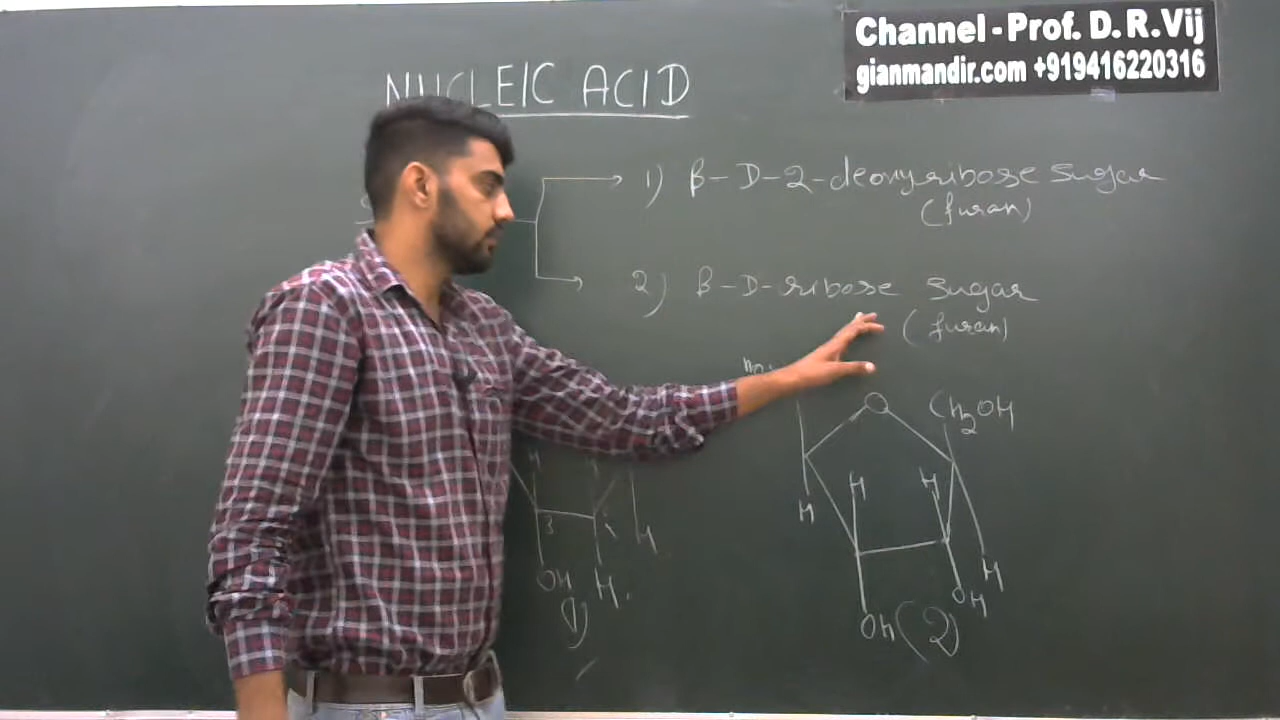 Channel - Prof. D. R. Vij
gianmandir.com +919416220316
NUCLEIC ACID
1) β-D-2-deoxyribose sugar
(furan)
2) β-D-ribose sugar
(furan)
O
CH2OH
H
H
H
H
3
H
H
OH
H
OH
H
(1)
OH
OH
(2)